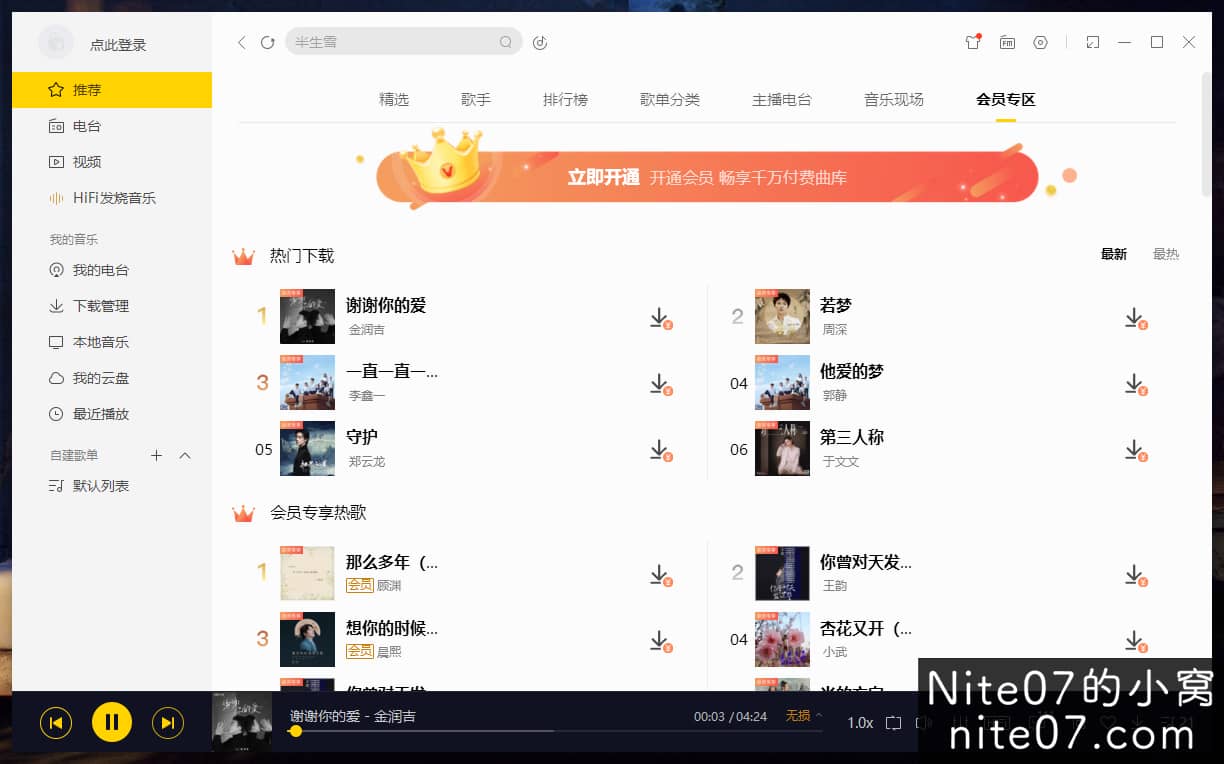 点此登录
半生雪
推荐
电台
视频
HiFi发烧音乐
我的音乐
我的电台
下载管理
本地音乐
我的云盘
最近播放
自建歌单
默认列表
精选 歌手 排行榜 歌单分类 主播电台 音乐现场 会员专区
立即开通 开通会员 畅享千万付费曲库
热门下载 最新 最热
1 谢谢你的爱
金润吉
2 若梦
周深
3 一直一直一...
李鑫一
04 他爱的梦
郭静
05 守护
郑云龙
06 第三人称
于文文
会员专享热歌
1 那么多年（...
会员 顾渊
2 你曾对天发...
王韵
3 想你的时候...
会员 晨熙
04 杏花又开（...
小武
谢谢你的爱 - 金润吉
00:03 / 04:24 无损 1.0x
Nite07的小窝
nite07.com